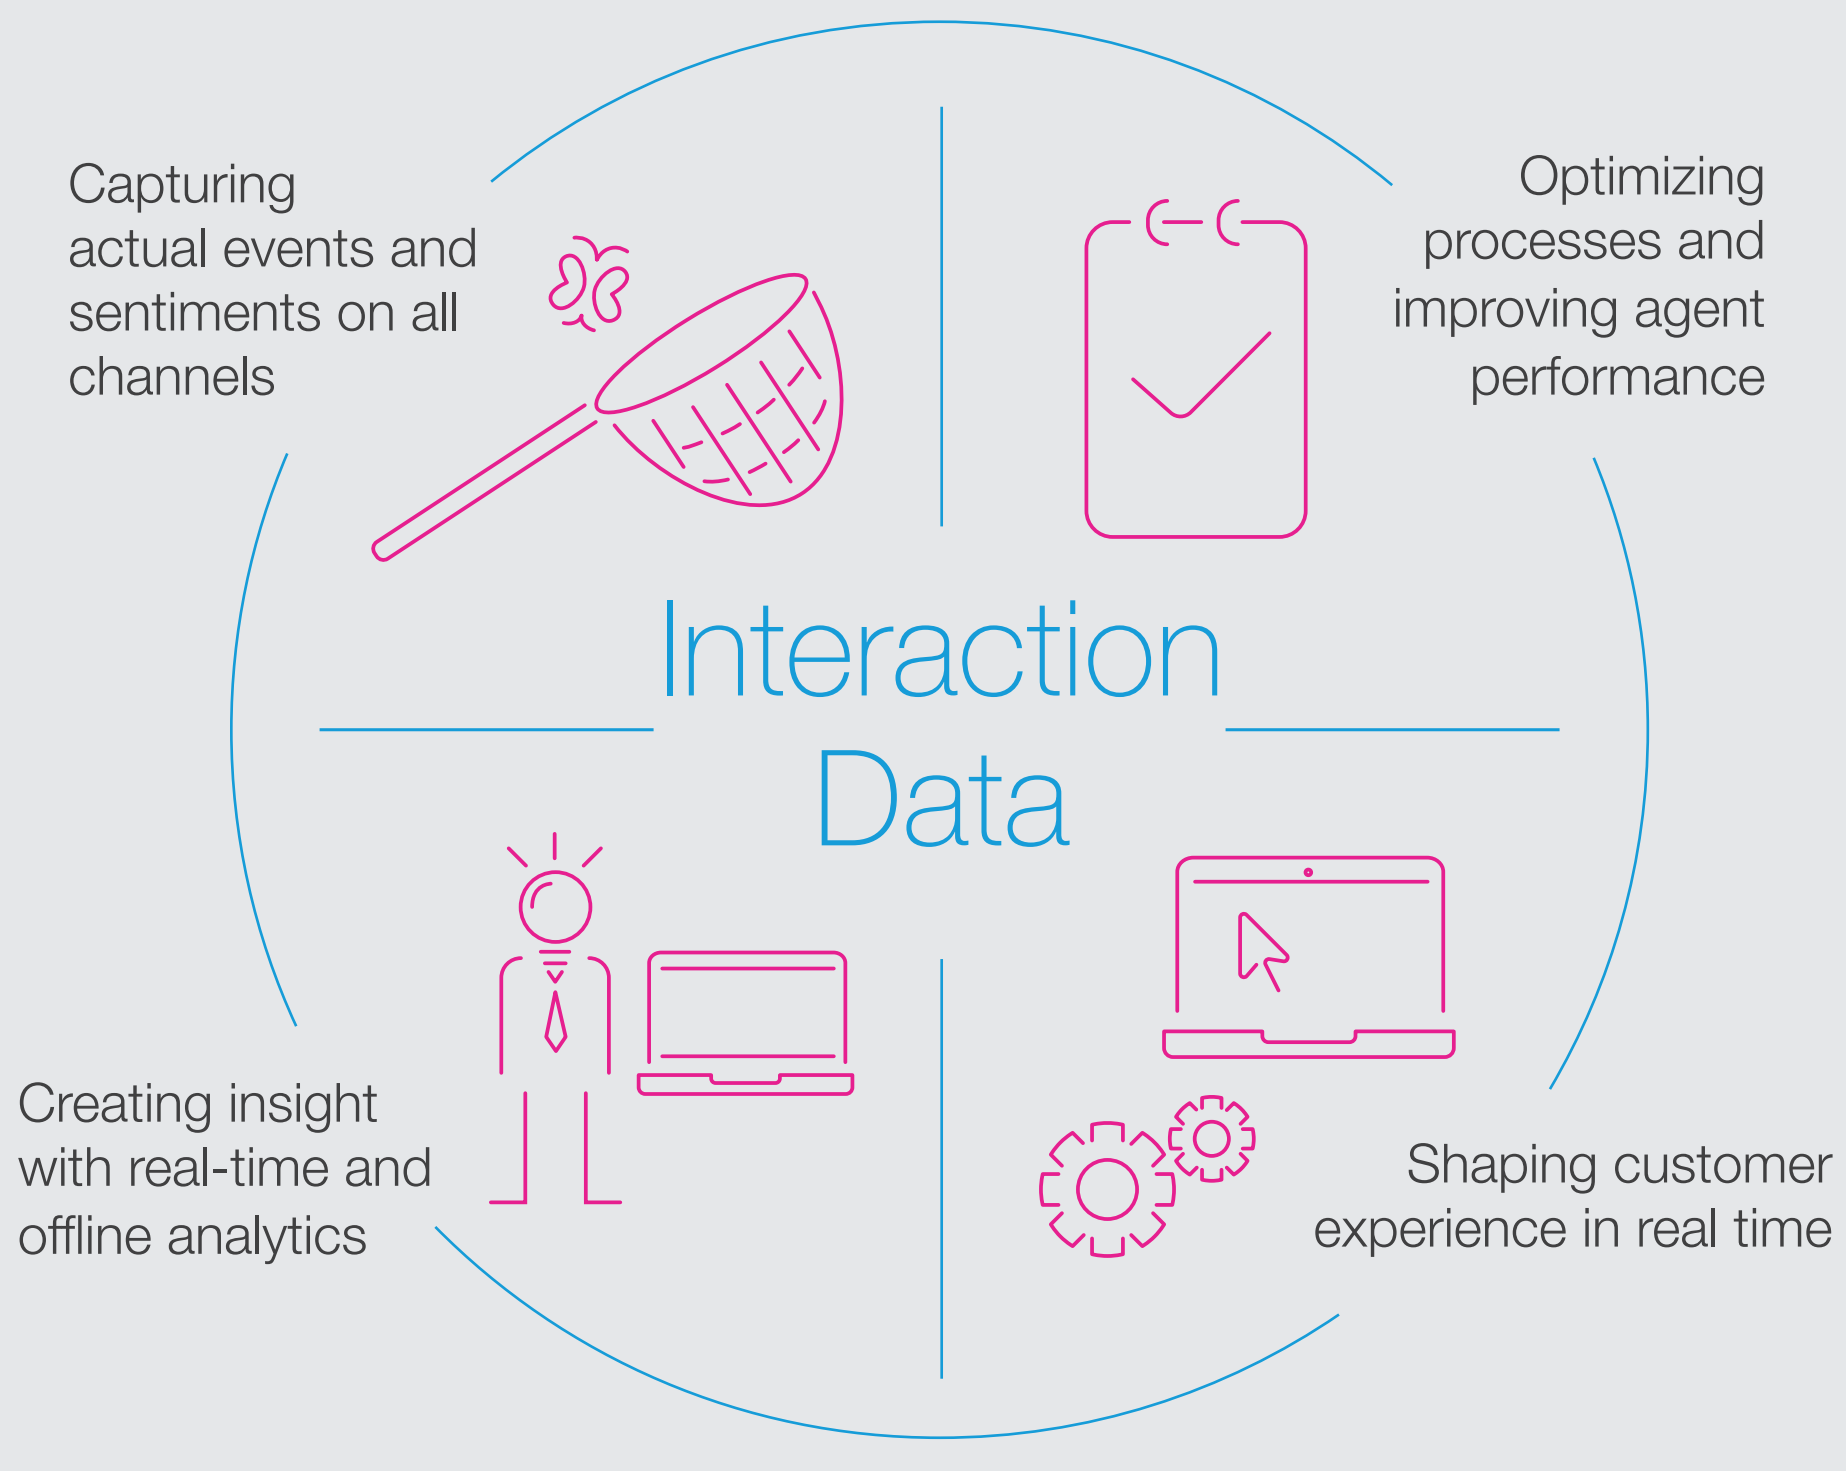 Capturing
actual events and
sentiments on all
channels
Optimizing
processes and
improving agent
performance
Interaction
Data
Creating insight
with real-time and
offline analytics
Shaping customer
experience in real time